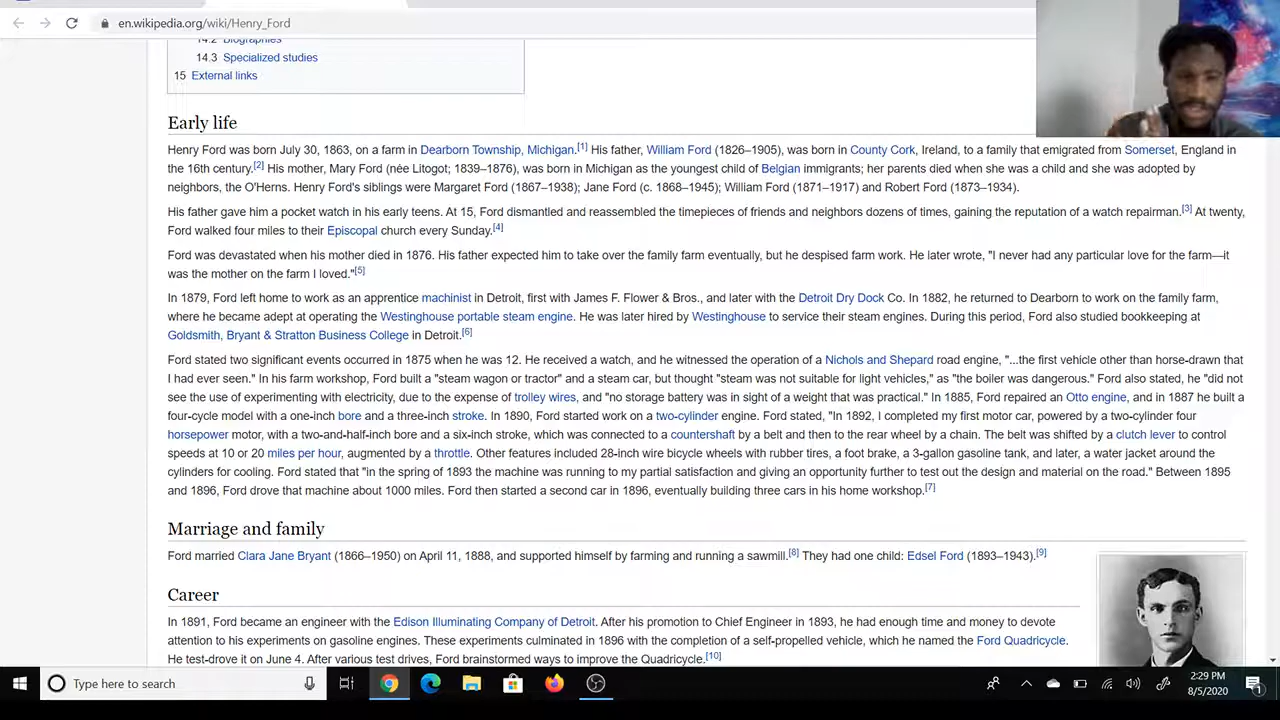 en.wikipedia.org/wiki/Henry_Ford
14.2 Biographies
14.3 Specialized studies
15 External links
Early life
Henry Ford was born July 30, 1863, on a farm in Dearborn Township, Michigan.[1] His father, William Ford (1826–1905), was born in County Cork, Ireland, to a family that emigrated from Somerset, England in
the 16th century.[2] His mother, Mary Ford (née Litogot; 1839–1876), was born in Michigan as the youngest child of Belgian immigrants; her parents died when she was a child and she was adopted by
neighbors, the O'Herns. Henry Ford's siblings were Margaret Ford (1867–1938); Jane Ford (c. 1868–1945); William Ford (1871–1917) and Robert Ford (1873–1934).
His father gave him a pocket watch in his early teens. At 15, Ford dismantled and reassembled the timepieces of friends and neighbors dozens of times, gaining the reputation of a watch repairman.[3] At twenty,
Ford walked four miles to their Episcopal church every Sunday.[4]
Ford was devastated when his mother died in 1876. His father expected him to take over the family farm eventually, but he despised farm work. He later wrote, "I never had any particular love for the farm—it
was the mother on the farm I loved."[5]
In 1879, Ford left home to work as an apprentice machinist in Detroit, first with James F. Flower & Bros., and later with the Detroit Dry Dock Co. In 1882, he returned to Dearborn to work on the family farm,
where he became adept at operating the Westinghouse portable steam engine. He was later hired by Westinghouse to service their steam engines. During this period, Ford also studied bookkeeping at
Goldsmith, Bryant & Stratton Business College in Detroit.[6]
Ford stated two significant events occurred in 1875 when he was 12. He received a watch, and he witnessed the operation of a Nichols and Shepard road engine, "...the first vehicle other than horse-drawn that
I had ever seen." In his farm workshop, Ford built a "steam wagon or tractor" and a steam car, but thought "steam was not suitable for light vehicles," as "the boiler was dangerous." Ford also stated, he "did not
see the use of experimenting with electricity, due to the expense of trolley wires, and "no storage battery was in sight of a weight that was practical." In 1885, Ford repaired an Otto engine, and in 1887 he built a
four-cycle model with a one-inch bore and a three-inch stroke. In 1890, Ford started work on a two-cylinder engine. Ford stated, "In 1892, I completed my first motor car, powered by a two-cylinder four
horsepower motor, with a two-and-half-inch bore and a six-inch stroke, which was connected to a countershaft by a belt and then to the rear wheel by a chain. The belt was shifted by a clutch lever to control
speeds at 10 or 20 miles per hour, augmented by a throttle. Other features included 28-inch wire bicycle wheels with rubber tires, a foot brake, a 3-gallon gasoline tank, and later, a water jacket around the
cylinders for cooling. Ford stated that "in the spring of 1893 the machine was running to my partial satisfaction and giving an opportunity further to test out the design and material on the road." Between 1895
and 1896, Ford drove that machine about 1000 miles. Ford then started a second car in 1896, eventually building three cars in his home workshop.[7]
Marriage and family
Ford married Clara Jane Bryant (1866–1950) on April 11, 1888, and supported himself by farming and running a sawmill.[8] They had one child: Edsel Ford (1893–1943).[9]
Career
In 1891, Ford became an engineer with the Edison Illuminating Company of Detroit. After his promotion to Chief Engineer in 1893, he had enough time and money to devote
attention to his experiments on gasoline engines. These experiments culminated in 1896 with the completion of a self-propelled vehicle, which he named the Ford Quadricycle.
He test-drove it on June 4. After various test drives, Ford brainstormed ways to improve the Quadricycle.[10]
Type here to search
2:29 PM
8/5/2020
1